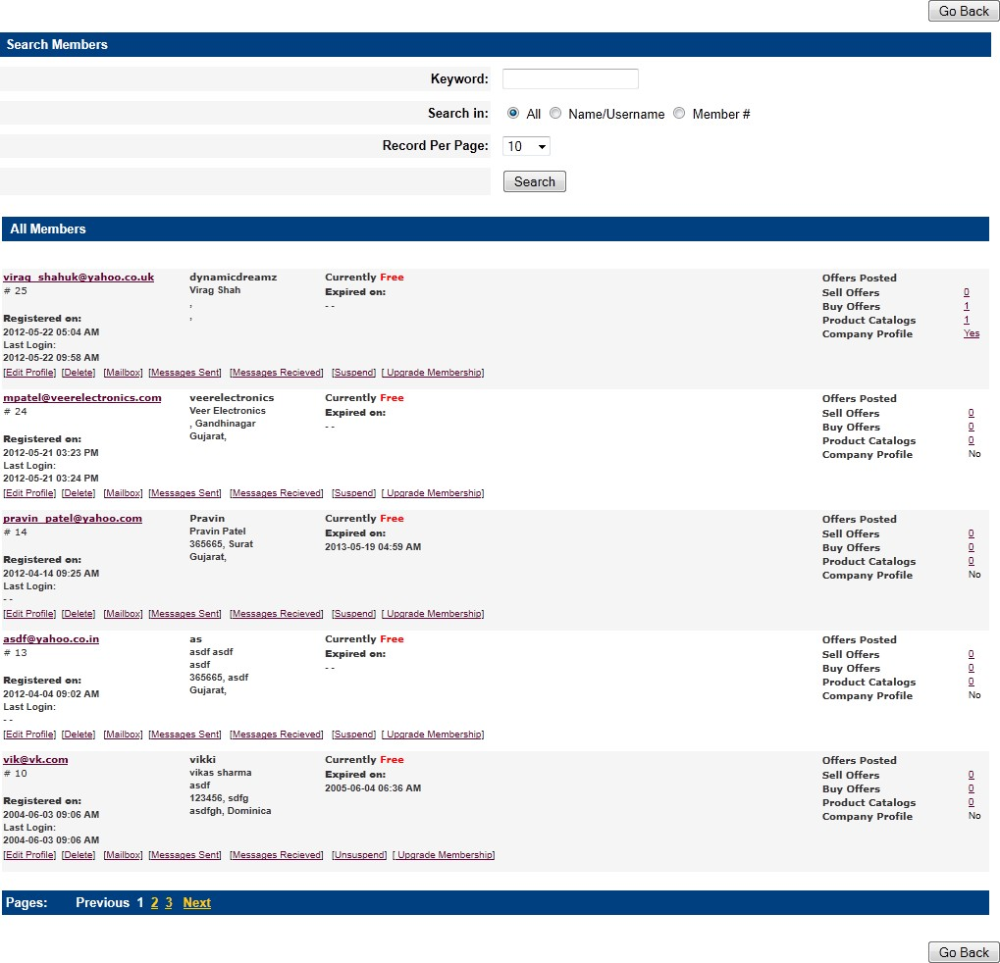 Go Back
Search Members
Keyword:
Search in: All Name/Username Member #
Record Per Page: 10
Search
All Members
viraq_shahuk@yahoo.co.uk dynamicdreamz Currently Free Offers Posted
# 25 Virag Shah Expired on: Sell Offers 0
, - - Buy Offers 1
Registered on: , Product Catalogs 1
2012-05-22 05:04 AM Company Profile Yes
Last Login:
2012-05-22 09:58 AM
[Edit Profile] [Delete] [Mailbox] [Messages Sent] [Messages Recieved] [Suspend] [ Upgrade Membership]
mpatel@veerelectronics.com veerelectronics Currently Free Offers Posted
# 24 Veer Electronics Expired on: Sell Offers 0
, Gandhinagar - - Buy Offers 0
Registered on: Gujarat, Product Catalogs 0
2012-05-21 03:23 PM Company Profile No
Last Login:
2012-05-21 03:24 PM
[Edit Profile] [Delete] [Mailbox] [Messages Sent] [Messages Recieved] [Suspend] [ Upgrade Membership]
pravin_patel@yahoo.com Pravin Currently Free Offers Posted
# 14 Pravin Patel Expired on: Sell Offers 0
365665, Surat 2013-05-19 04:59 AM Buy Offers 0
Registered on: Gujarat, Product Catalogs 0
2012-04-14 09:25 AM Company Profile No
Last Login:
- -
[Edit Profile] [Delete] [Mailbox] [Messages Sent] [Messages Recieved] [Suspend] [ Upgrade Membership]
asdf@yahoo.co.in as Currently Free Offers Posted
# 13 asdf asdf Expired on: Sell Offers 0
asdf - - Buy Offers 0
Registered on: 365665, asdf Product Catalogs 0
2012-04-04 09:02 AM Gujarat, Company Profile No
Last Login:
- -
[Edit Profile] [Delete] [Mailbox] [Messages Sent] [Messages Recieved] [Suspend] [ Upgrade Membership]
vik@vk.com vikki Currently Free Offers Posted
# 10 vikas sharma Expired on: Sell Offers 0
asdf 2005-06-04 06:36 AM Buy Offers 0
Registered on: 123456, sdfg Product Catalogs 0
2004-06-03 09:06 AM asdfgh, Dominica Company Profile No
Last Login:
2004-06-03 09:06 AM
[Edit Profile] [Delete] [Mailbox] [Messages Sent] [Messages Recieved] [Unsuspend] [ Upgrade Membership]
Pages: Previous 1 2 3 Next
Go Back